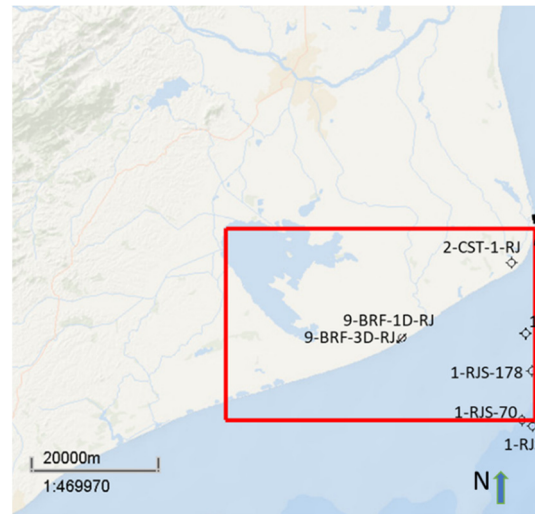 2-CST-1-RJ
9-BRF-1D-RJ
9-BRF-3D-RJ
1
1-RJS-178
1-RJS-70
1-RJ
20000m
1:469970
N